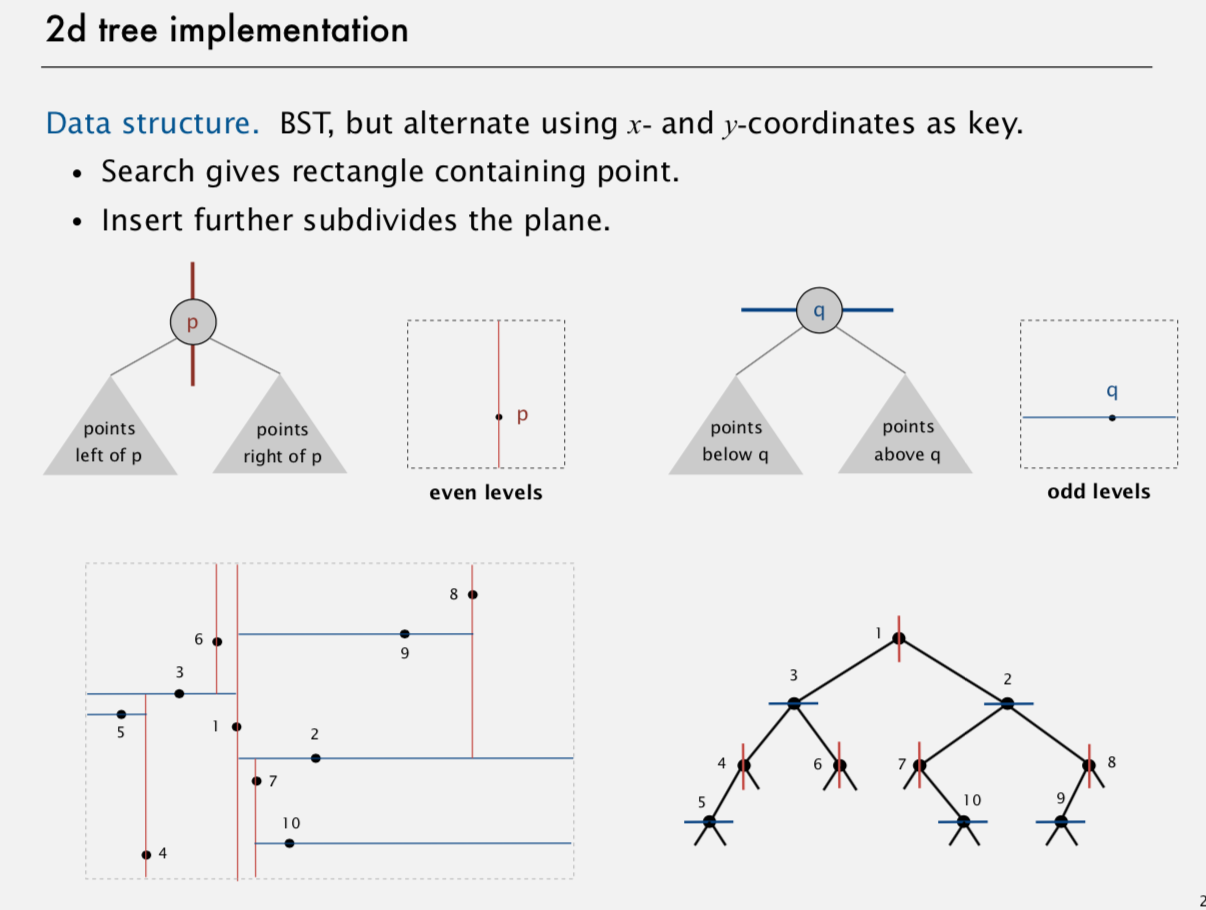 2d tree implementation
Data structure. BST, but alternate using x- and y-coordinates as key.
• Search gives rectangle containing point.
• Insert further subdivides the plane.
p
points
left of p
points
right of p
p
even levels
q
points
below q
points
above q
q
odd levels
8
6
9
3
5
1
2
7
10
4
1
3
2
4
6
7
8
5
10
9
2